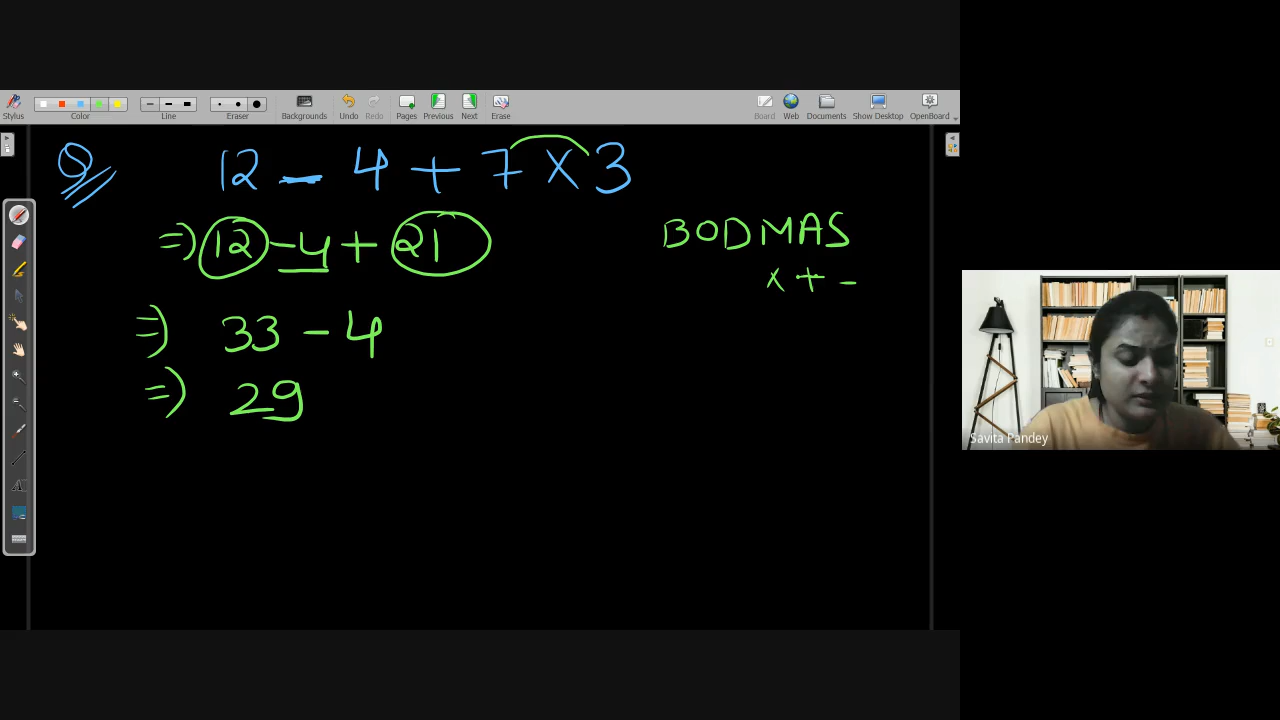 Stylus
Color
Line
Eraser
Backgrounds
Undo
Redo
Pages
Previous
Next
Erase
Board
Web
Documents
Show Desktop
OpenBoard
Q 12 - 4 + 7 × 3
=) 12 - 4 + 21
BODMAS
× + -
=) 33 - 4
=) 29
Savita Pandey